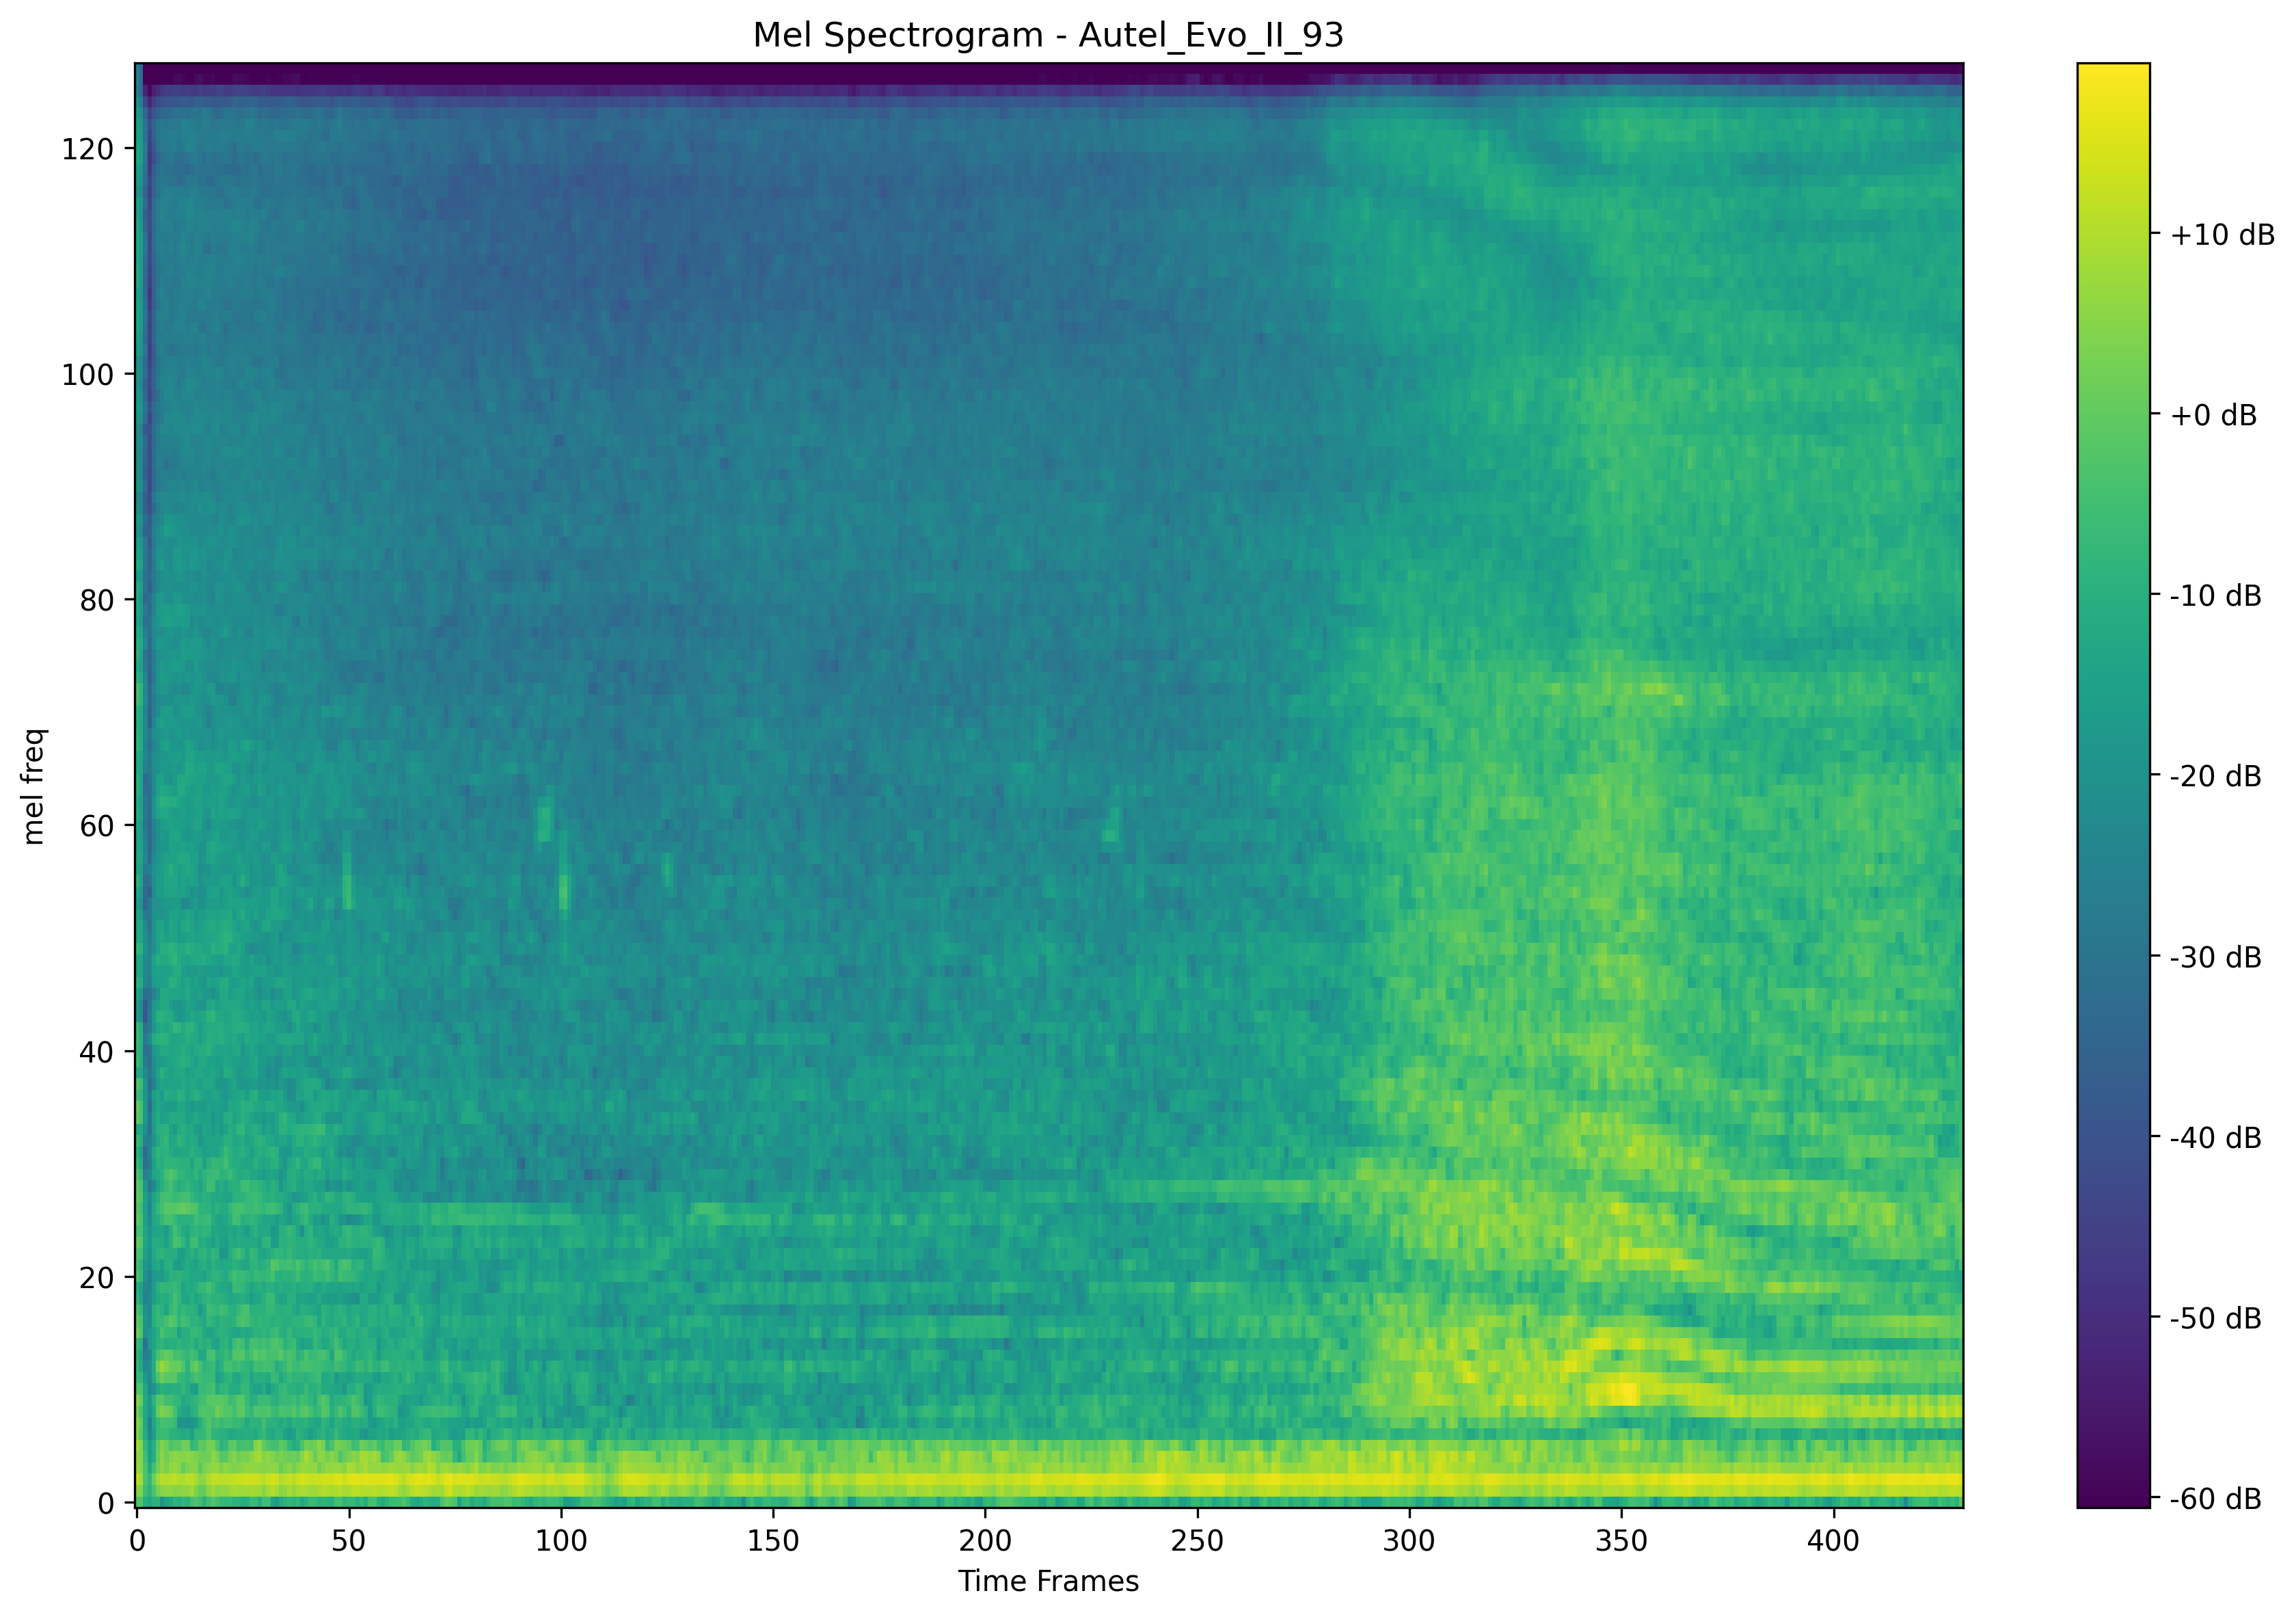 Mel Spectrogram - Autel_Evo_II_93
mel freq
120
100
80
60
40
20
0
0 50 100 150 200 250 300 350 400
Time Frames
+10 dB
+0 dB
-10 dB
-20 dB
-30 dB
-40 dB
-50 dB
-60 dB